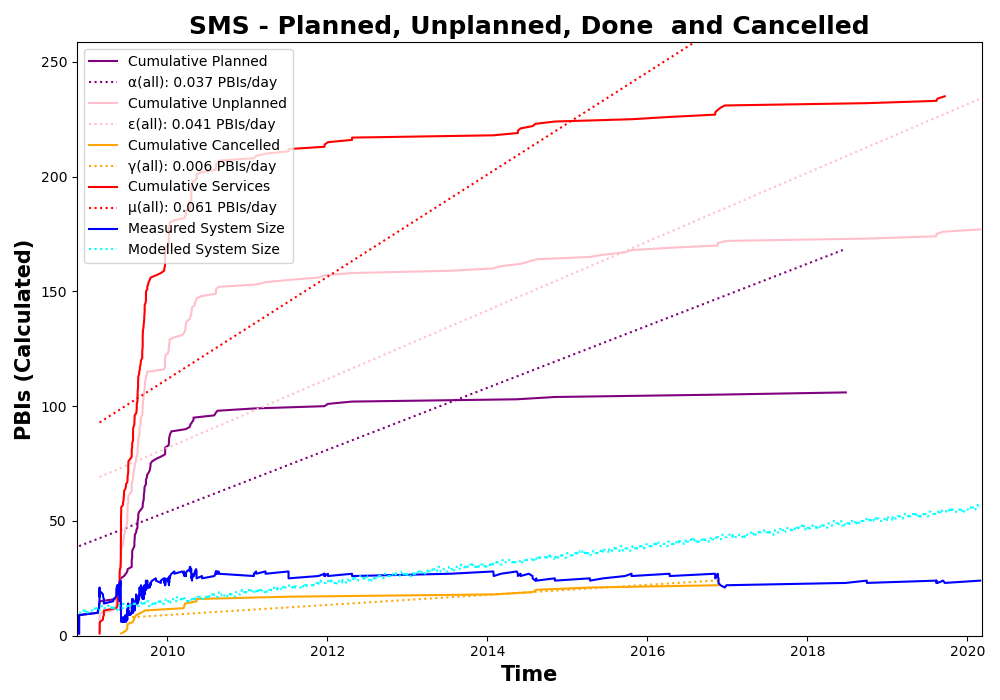 SMS - Planned, Unplanned, Done  and Cancelled
PBIs (Calculated)
250
200
150
100
50
0
Cumulative Planned
α(all): 0.037 PBIs/day
Cumulative Unplanned
ε(all): 0.041 PBIs/day
Cumulative Cancelled
γ(all): 0.006 PBIs/day
Cumulative Services
μ(all): 0.061 PBIs/day
Measured System Size
Modelled System Size
2010 2012 2014 2016 2018 2020
Time